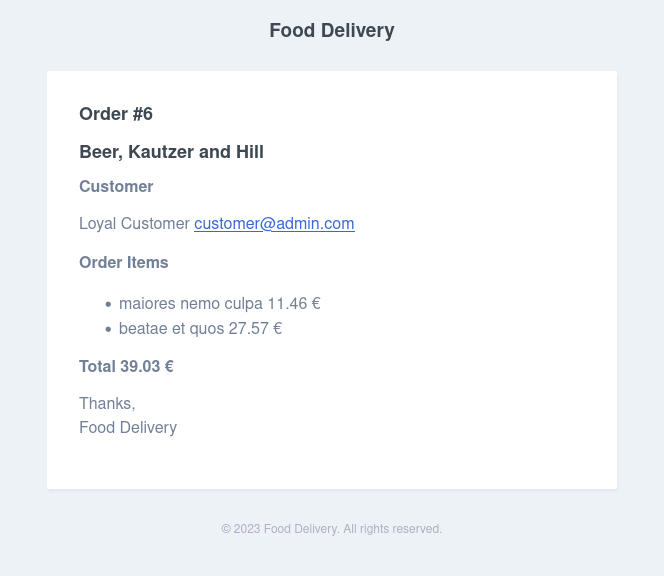 Food Delivery
Order #6
Beer, Kautzer and Hill
Customer
Loyal Customer customer@admin.com
Order Items
• maiores nemo culpa 11.46 €
• beatae et quos 27.57 €
Total 39.03 €
Thanks,
Food Delivery
© 2023 Food Delivery. All rights reserved.